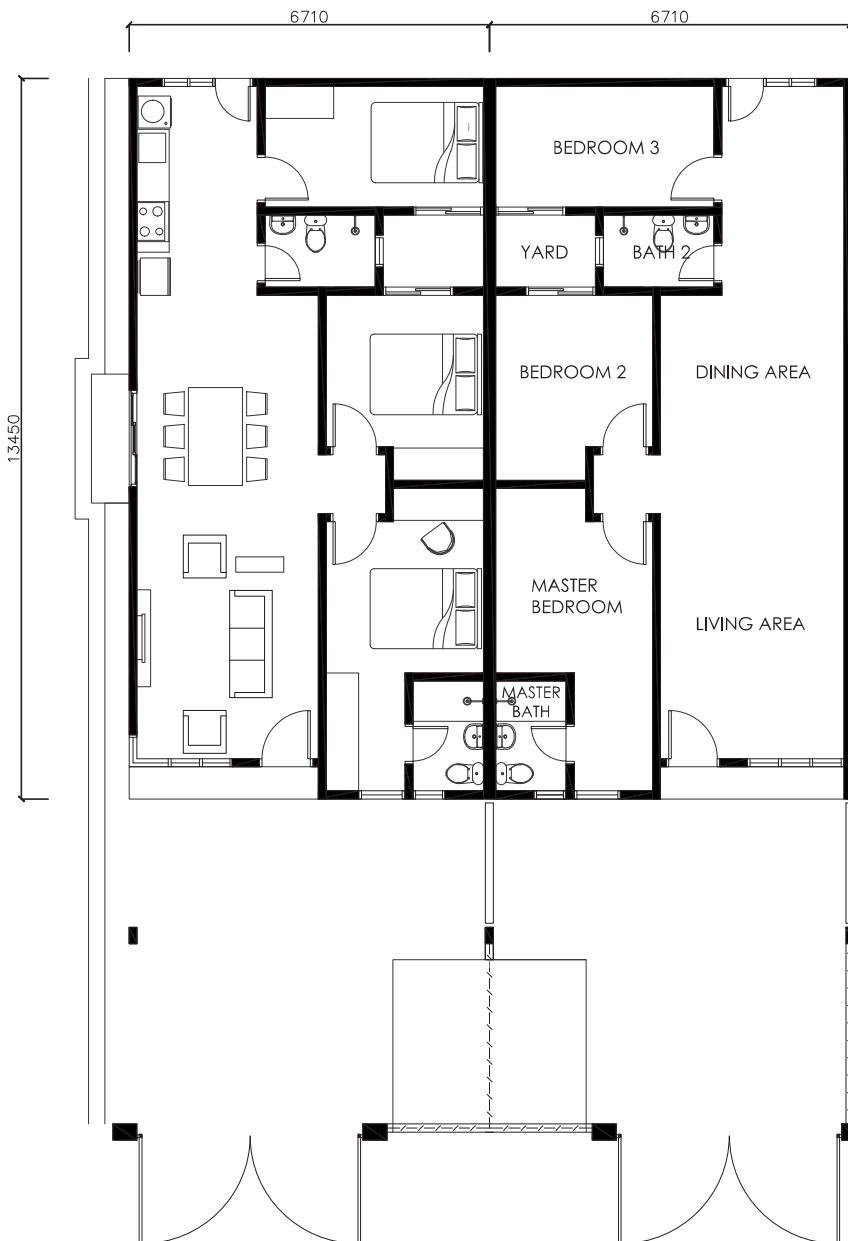 6710
6710
13450
BEDROOM 3
YARD
BATH 2
BEDROOM 2
DINING AREA
MASTER
BEDROOM
LIVING AREA
MASTER
BATH